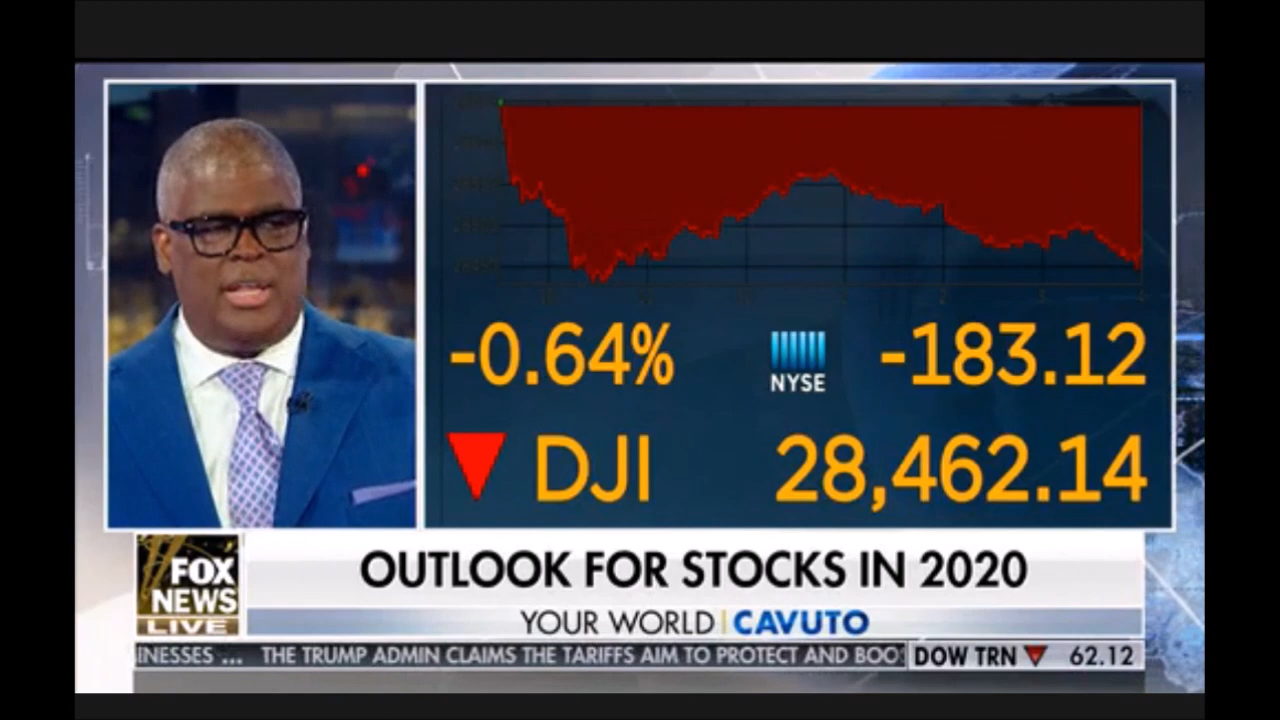 -0.64%
NYSE
-183.12
DJI
28,462.14
FOX
NEWS
LIVE
OUTLOOK FOR STOCKS IN 2020
YOUR WORLD | CAVUTO
INESSES ... THE TRUMP ADMIN CLAIMS THE TARIFFS AIM TO PROTECT AND BOO
DOW TRN 62.12